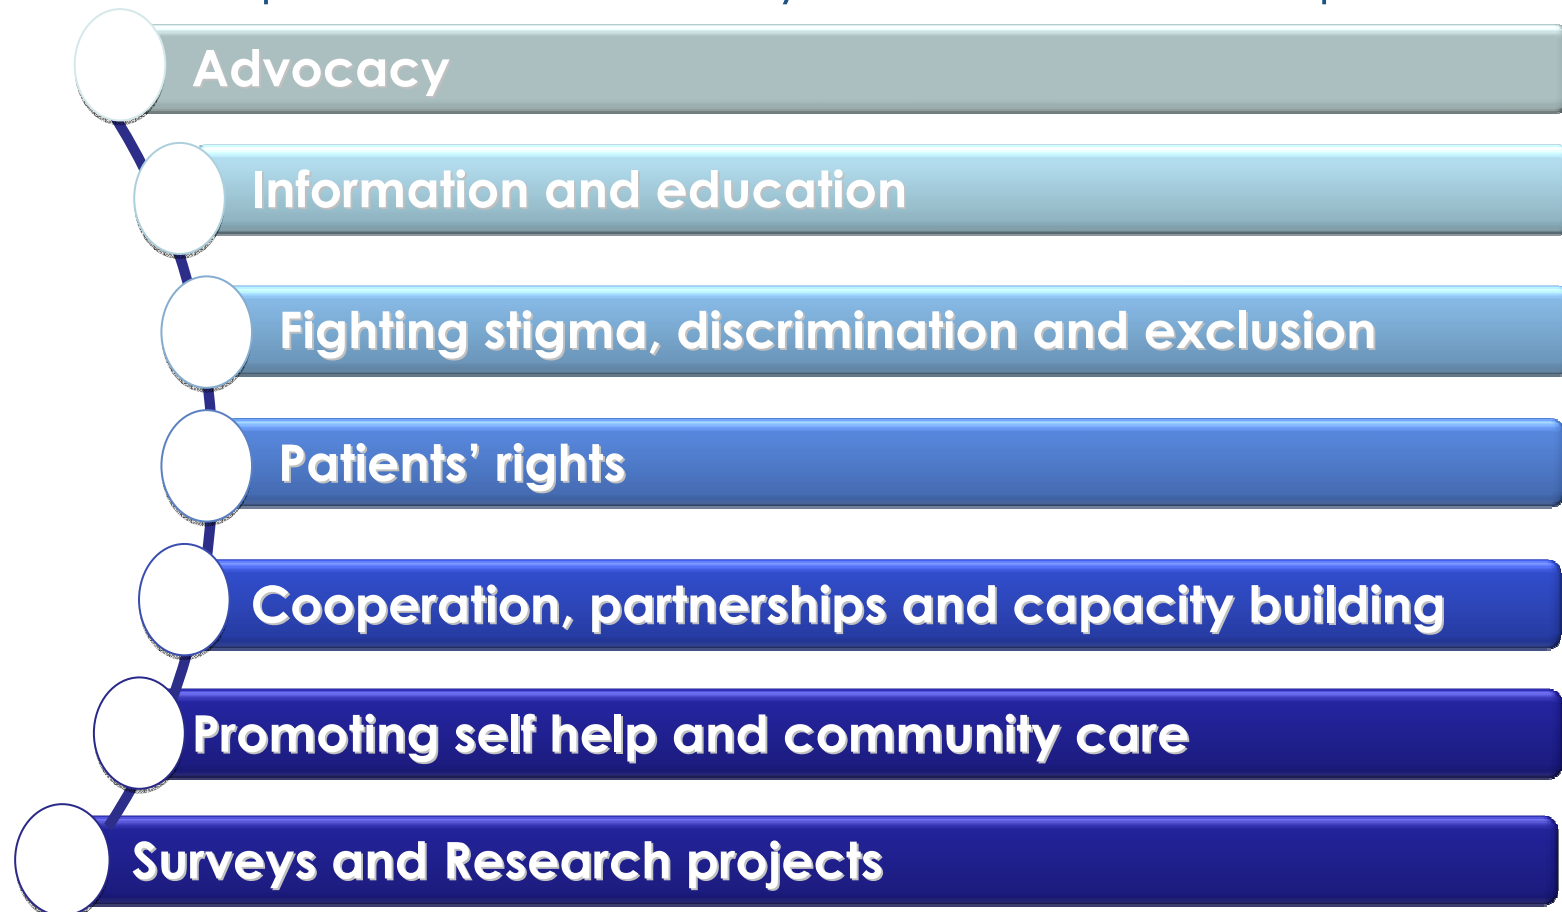 Advocacy
Information and education
Fighting stigma, discrimination and exclusion
Patients’ rights
Cooperation, partnerships and capacity building
Promoting self help and community care
Surveys and Research projects